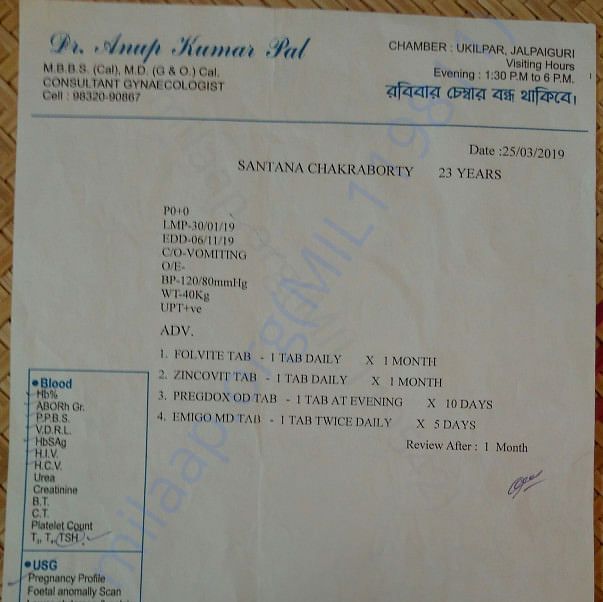 Dr. Anup Kumar Pal
M.B.B.S. (Cal), M.D. (G & O.) Cal.
CONSULTANT GYNAECOLOGIST
Cell : 98320-90867
CHAMBER : UKILPAR, JALPAIGURI
Visiting Hours
Evening : 1:30 P.M to 6 P.M.
রবিবার চেম্বার বন্ধ থাকিবে।
Date :25/03/2019
SANTANA CHAKRABORTY 23 YEARS
P0+0
LMP-30/01/19
EDD-06/11/19
C/O-VOMITING
O/E-
BP-120/80mmHg
WT-40Kg
UPT+ve
ADV.
1. FOLVITE TAB - 1 TAB DAILY X 1 MONTH
2. ZINCOVIT TAB - 1 TAB DAILY X 1 MONTH
3. PREGDOX OD TAB - 1 TAB AT EVENING X 10 DAYS
4. EMIGO MD TAB - 1 TAB TWICE DAILY X 5 DAYS
Review After : 1 Month
•Blood
Hb%
ABORh Gr.
P.P.B.S.
V.D.R.L.
HbSAg
H.I.V.
H.C.V.
Urea
Creatinine
B.T.
C.T.
Platelet Count
T₃, T₄, TSH
•USG
Pregnancy Profile
Foetal anomally Scan